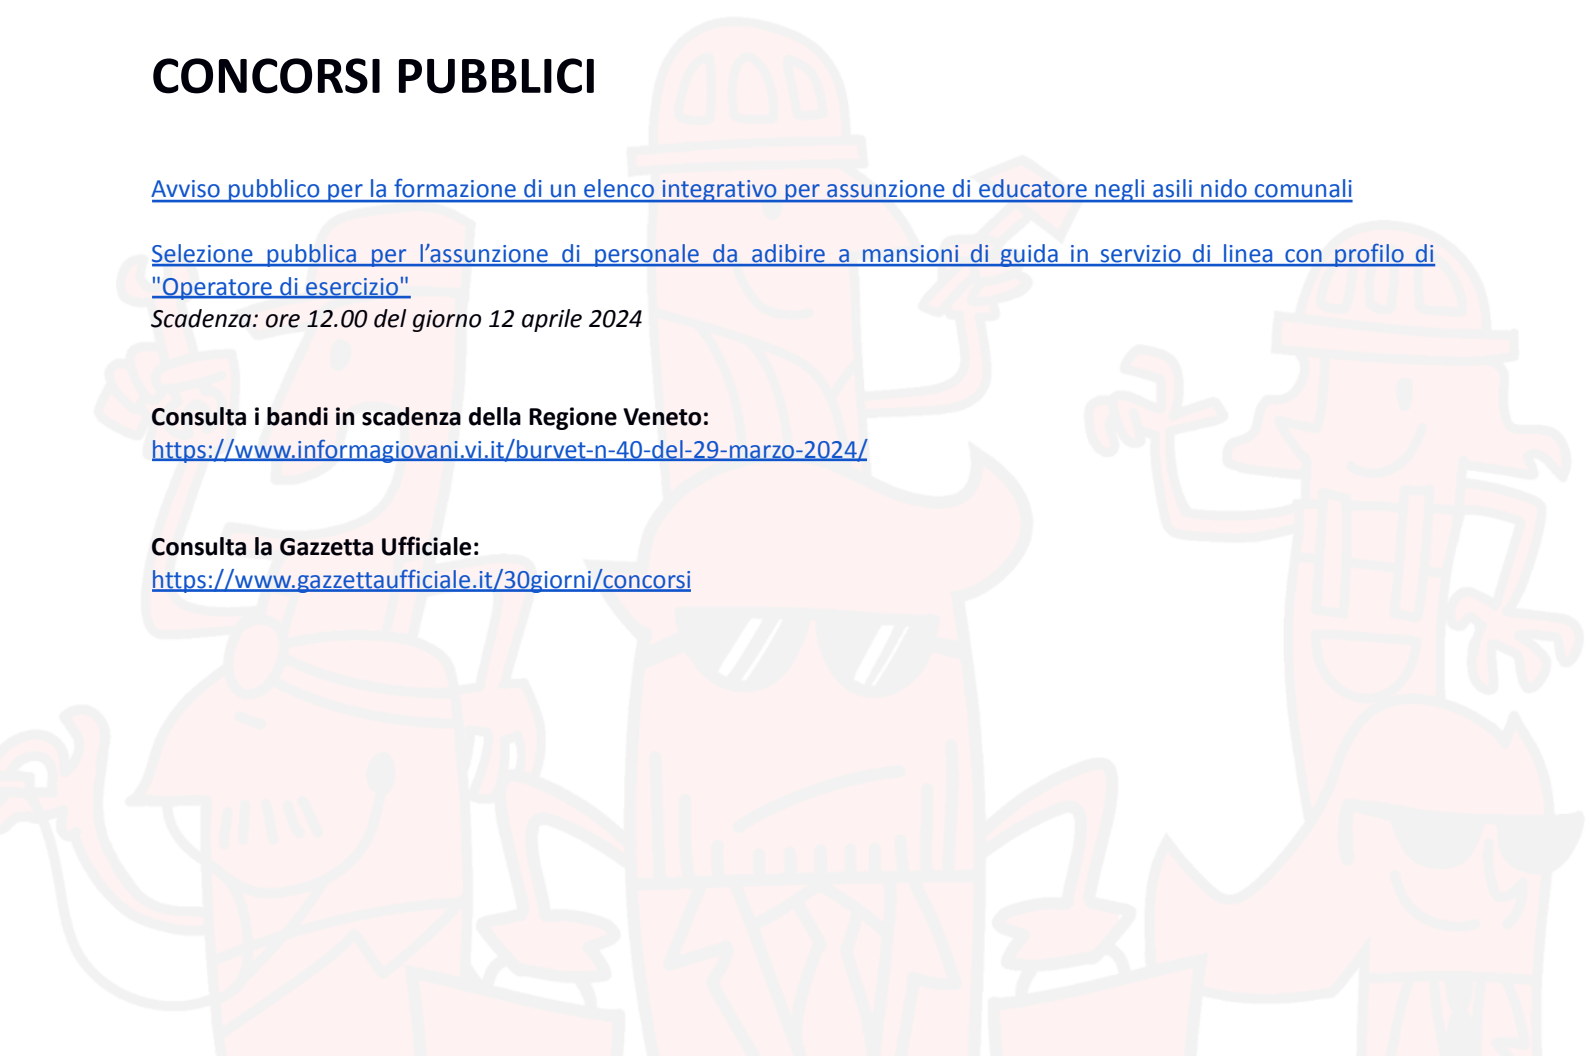 CONCORSI PUBBLICI
Avviso pubblico per la formazione di un elenco integrativo per assunzione di educatore negli asili nido comunali
Selezione pubblica per l’assunzione di personale da adibire a mansioni di guida in servizio di linea con profilo di
"Operatore di esercizio"
Scadenza: ore 12.00 del giorno 12 aprile 2024
Consulta i bandi in scadenza della Regione Veneto:
https://www.informagiovani.vi.it/burvet-n-40-del-29-marzo-2024/
Consulta la Gazzetta Ufficiale:
https://www.gazzettaufficiale.it/30giorni/concorsi